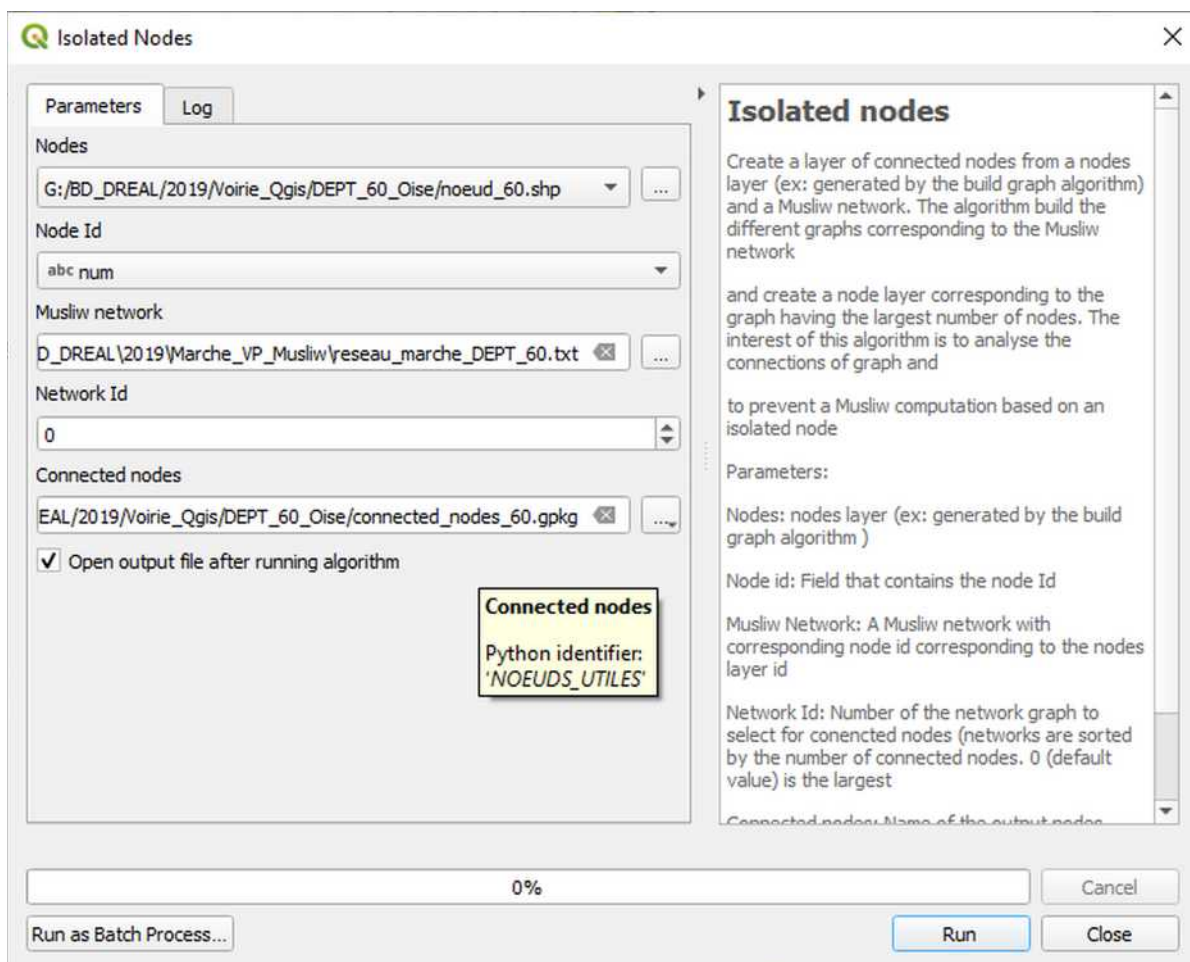 Isolated Nodes
Parameters
Log
Nodes
G:/BD_DREAL/2019/Voirie_Qgis/DEPT_60_Oise/noeud_60.shp
...
Node Id
abc num
Musliw network
D_DREAL\2019\Marche_VP_Musliw\reseau_marche_DEPT_60.txt
...
Network Id
0
Connected nodes
EAL/2019/Voirie_Qgis/DEPT_60_Oise/connected_nodes_60.gpkg
...
Open output file after running algorithm
Connected nodes
Python identifier:
'NOEUDS_UTILES'
Isolated nodes
Create a layer of connected nodes from a nodes
layer (ex: generated by the build graph algorithm)
and a Musliw network. The algorithm build the
different graphs corresponding to the Musliw
network
and create a node layer corresponding to the
graph having the largest number of nodes. The
interest of this algorithm is to analyse the
connections of graph and
to prevent a Musliw computation based on an
isolated node
Parameters:
Nodes: nodes layer (ex: generated by the build
graph algorithm )
Node id: Field that contains the node Id
Musliw Network: A Musliw network with
corresponding node id corresponding to the nodes
layer id
Network Id: Number of the network graph to
select for conencted nodes (networks are sorted
by the number of connected nodes. 0 (default
value) is the largest
Connected nodes: Name of the output nodes
0%
Cancel
Run as Batch Process...
Run
Close